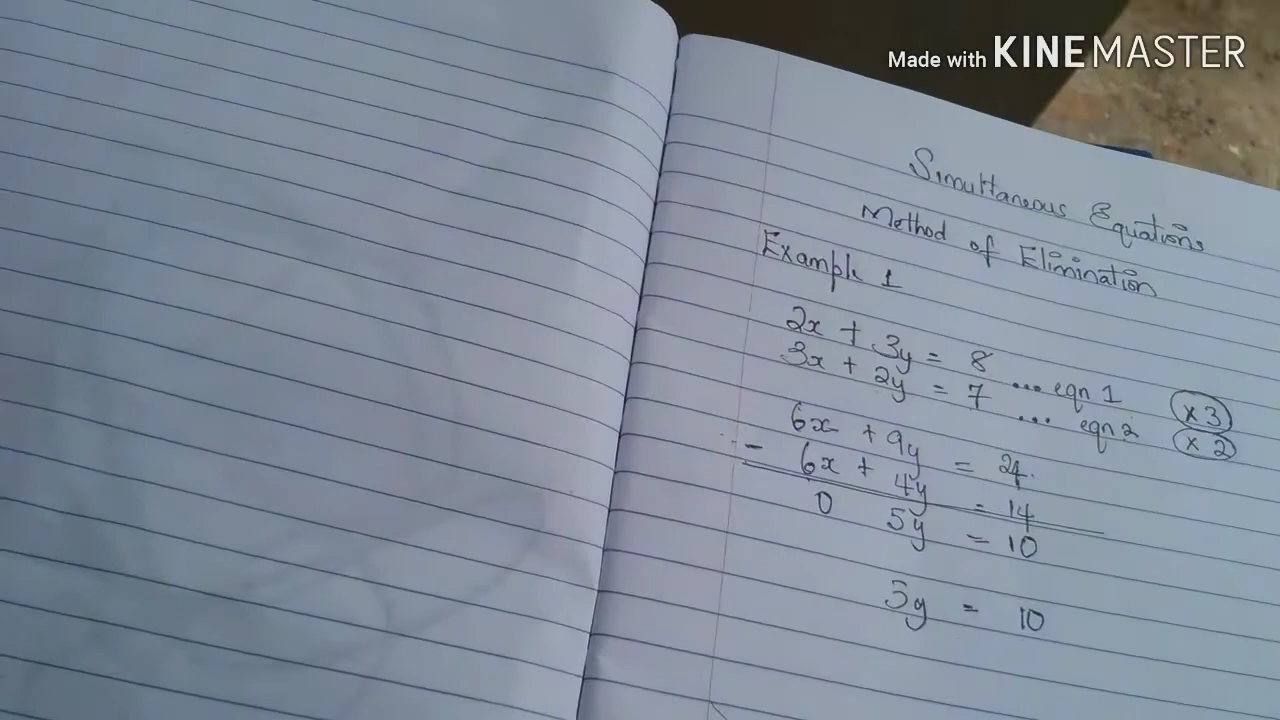 Made with KINEMASTER
Simultaneous Equations
Method of Elimination
Example 1
2x + 3y = 8 ... eqn 1 ×3
3x + 2y = 7 ... eqn 2 ×2
6x + 9y = 24
- 6x + 4y = 14
0 5y = 10
5y = 10